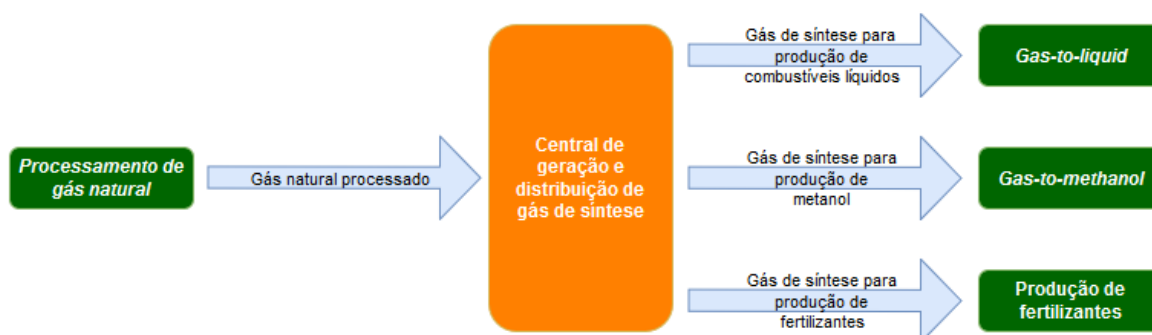 Processamento de
gás natural
Gás natural processado
Central de
geração e
distribuição de
gás de síntese
Gás de síntese para
produção de
combustíveis líquidos
Gas-to-liquid
Gás de síntese para
produção de
metanol
Gas-to-methanol
Gás de síntese para
produção de
fertilizantes
Produção de
fertilizantes